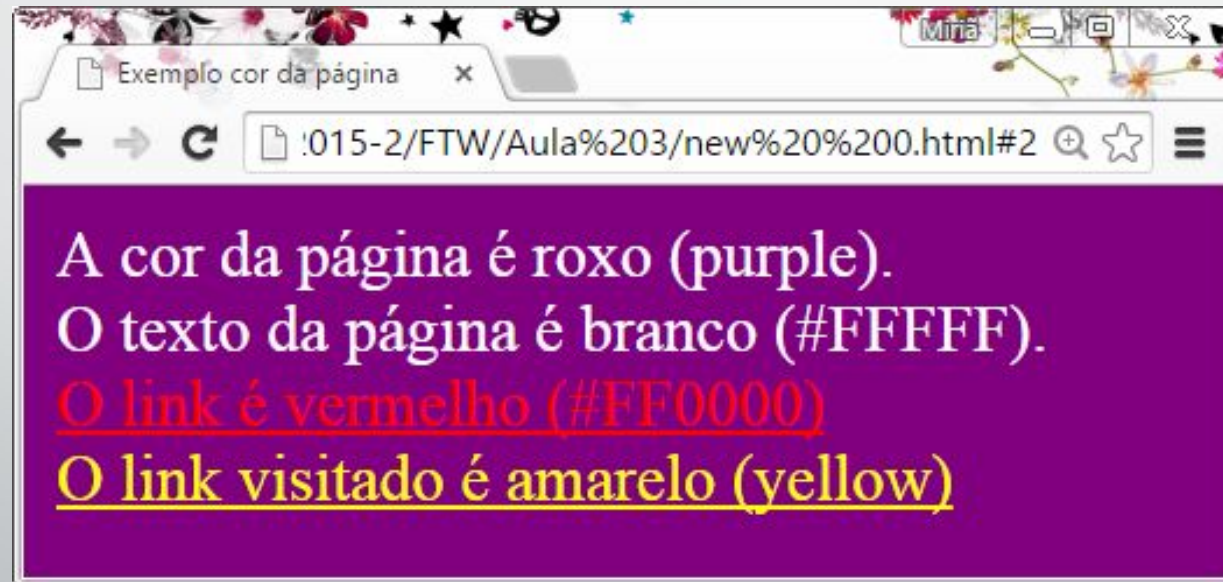 Miria
Exemplo cor da página
:015-2/FTW/Aula%203/new%20%200.html#2
A cor da página é roxo (purple).
O texto da página é branco (#FFFFF).
O link é vermelho (#FF0000)
O link visitado é amarelo (yellow)